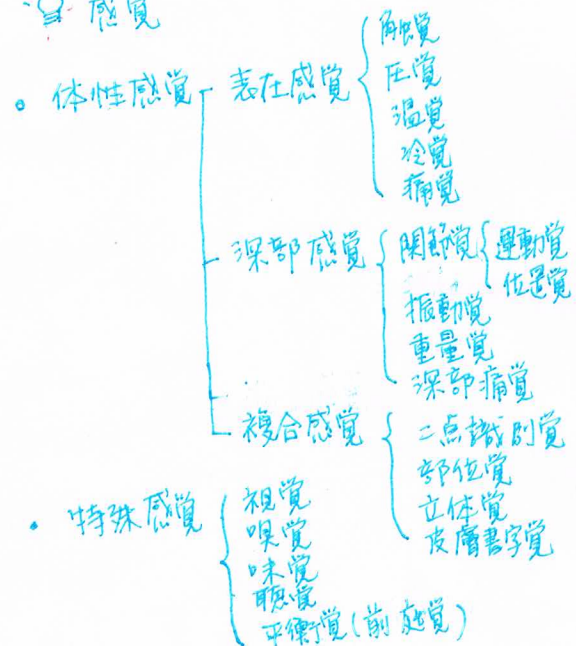 感覚
• 体性感覚 表在感覚 触覚
圧覚
温覚
冷覚
痛覚
深部感覚 関節覚 運動覚
位置覚
振動覚
重量覚
深部痛覚
複合感覚 二点識別覚
部位覚
立体覚
皮膚書字覚
• 特殊感覚 視覚
嗅覚
味覚
聴覚
平衡覚(前庭覚)